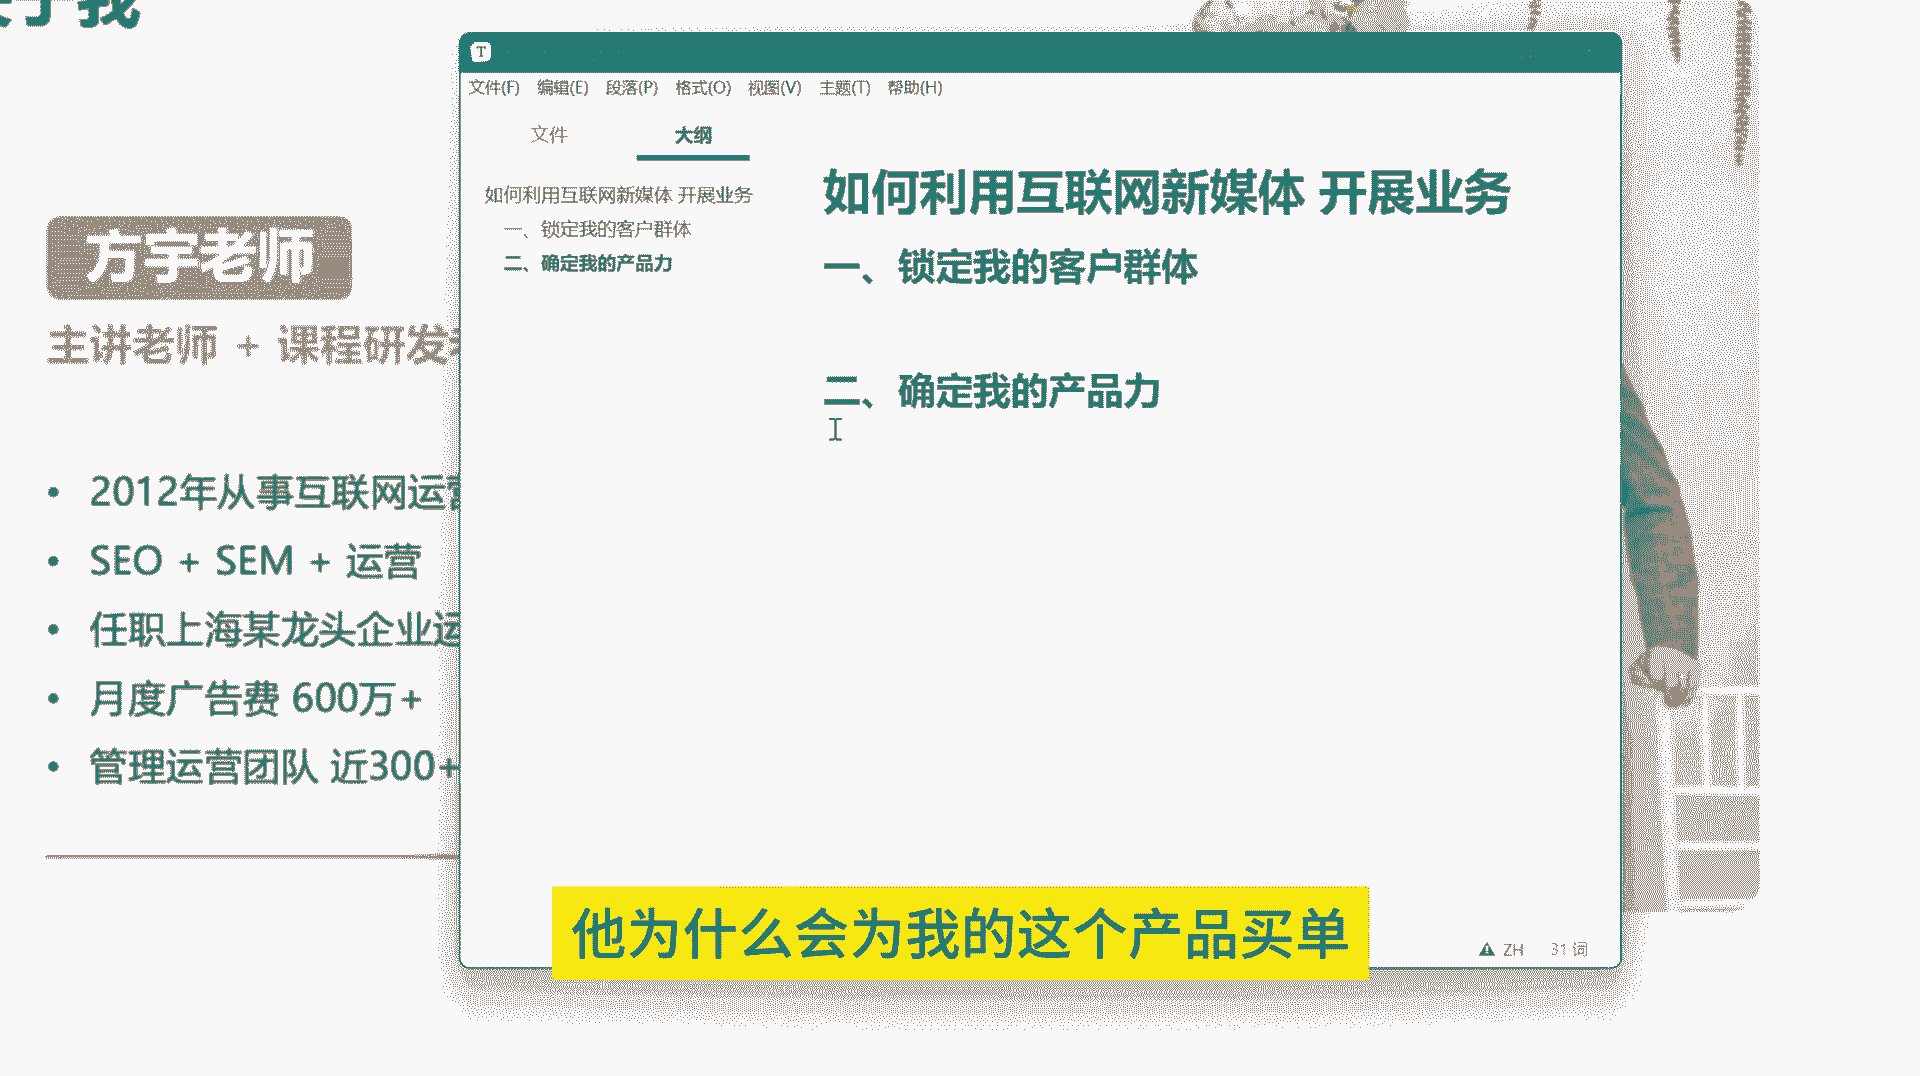 于我
方宇老师
主讲老师 + 课程研发
2012年从事互联网运营
SEO + SEM + 运营
任职上海某龙头企业运
月度广告费 600万+
管理运营团队 近300+
T
文件(F) 编辑(E) 段落(P) 格式(O) 视图(V) 主题(T) 帮助(H)
文件 大纲
如何利用互联网新媒体 开展业务
一、锁定我的客户群体
二、确定我的产品力
如何利用互联网新媒体 开展业务
一、锁定我的客户群体
二、确定我的产品力
他为什么会为我的这个产品买单
ZH 31 词